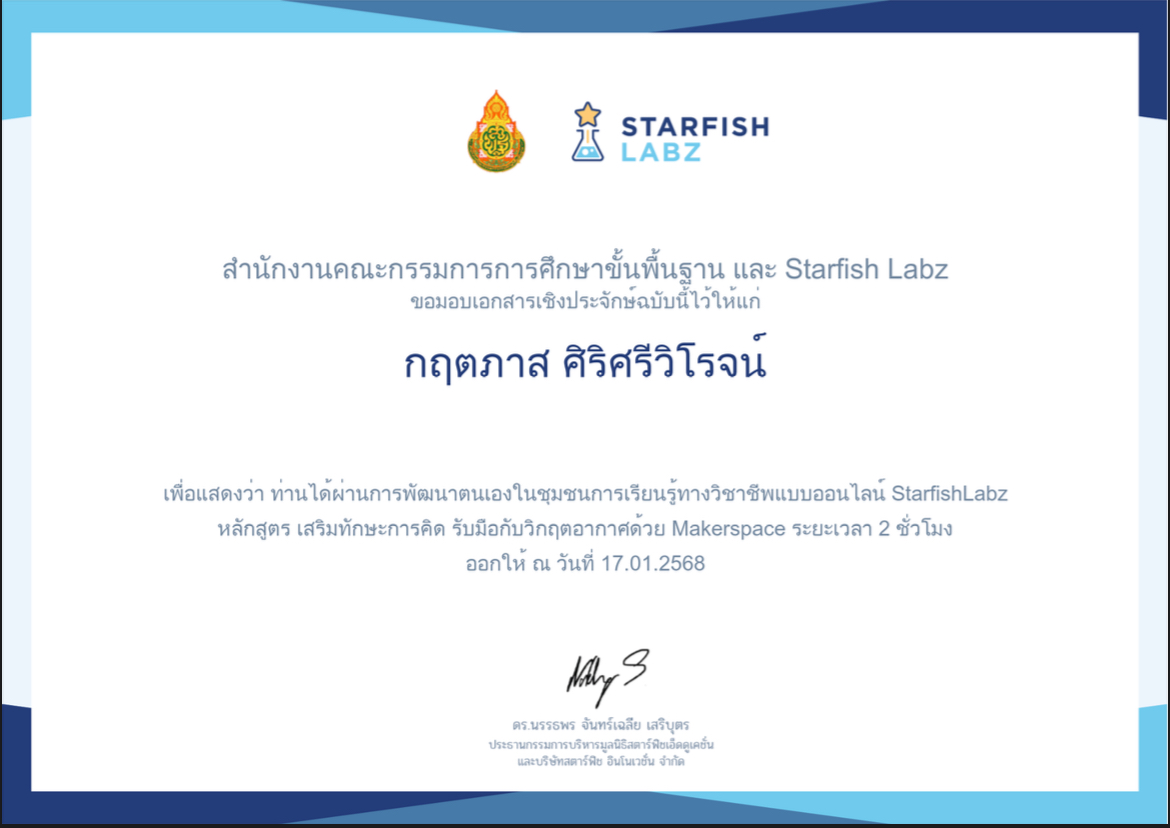 STARFISH
LABZ
สำนักงานคณะกรรมการการศึกษาขั้นพื้นฐาน และ Starfish Labz
ขอมอบเอกสารเชิงประจักษ์ฉบับนี้ไว้ให้แก่
กฤตภาส ศิริศรีวิโรจน์
เพื่อแสดงว่า ท่านได้ผ่านการพัฒนาตนเองในชุมชนการเรียนรู้ทางวิชาชีพแบบออนไลน์ StarfishLabz
หลักสูตร เสริมทักษะการคิด รับมือกับวิกฤตอากาศด้วย Makerspace ระยะเวลา 2 ชั่วโมง
ออกให้ ณ วันที่ 17.01.2568
ดร.นรรธพร จันทร์เฉลี่ย เสริบุตร
ประธานกรรมการบริหารมูลนิธิสตาร์ฟิชเอ็ดดูเคชั่น
และบริษัทสตาร์ฟิช อินโนเวชั่น จำกัด